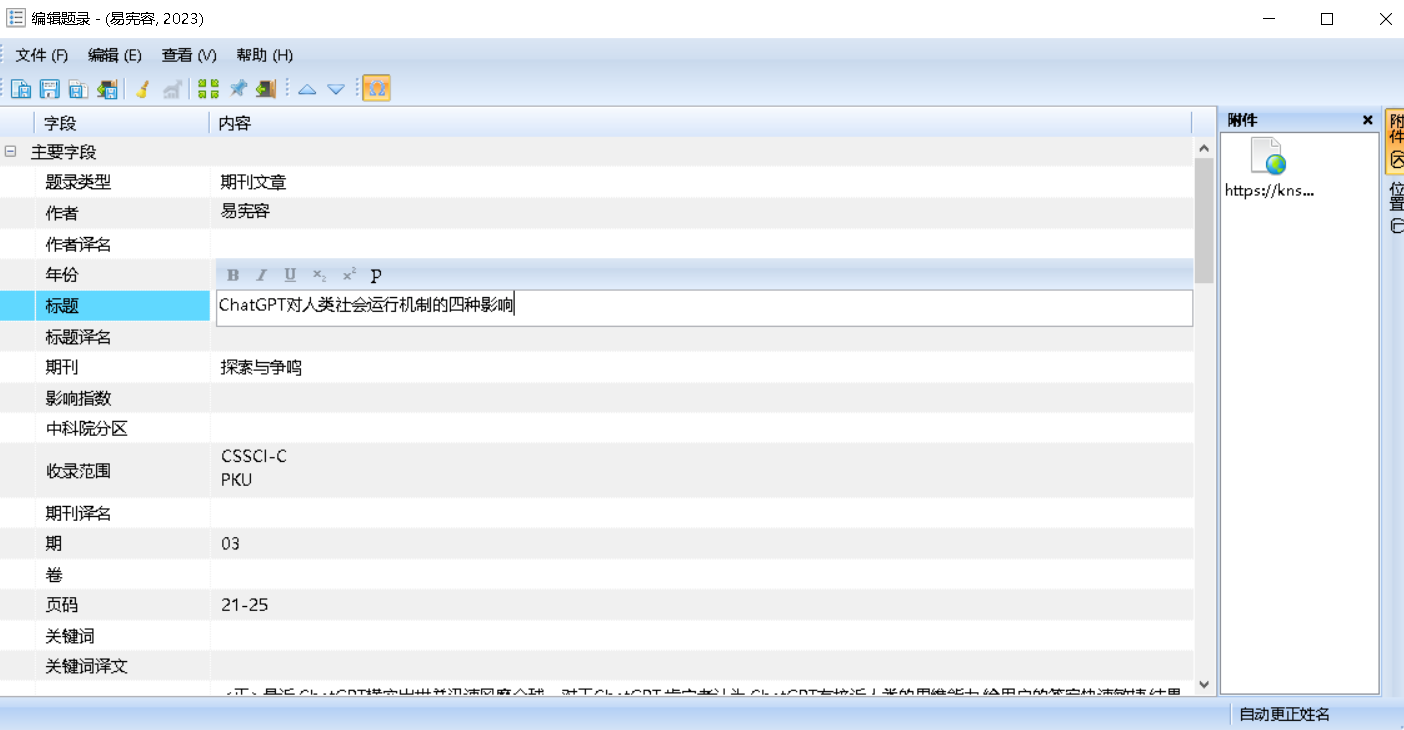 编辑题录 - (易宪容, 2023)
文件 (F) 编辑 (E) 查看 (V) 帮助 (H)
字段 内容
主要字段
题录类型 期刊文章
作者 易宪容
作者译名
年份
B I U x₂ x² P
标题 ChatGPT对人类社会运行机制的四种影响
标题译名
期刊 探索与争鸣
影响指数
中科院分区
收录范围 CSSCI-C
PKU
期刊译名
期 03
卷
页码 21-25
关键词
关键词译文
附件
https://kns...
附件
位置
自动更正姓名